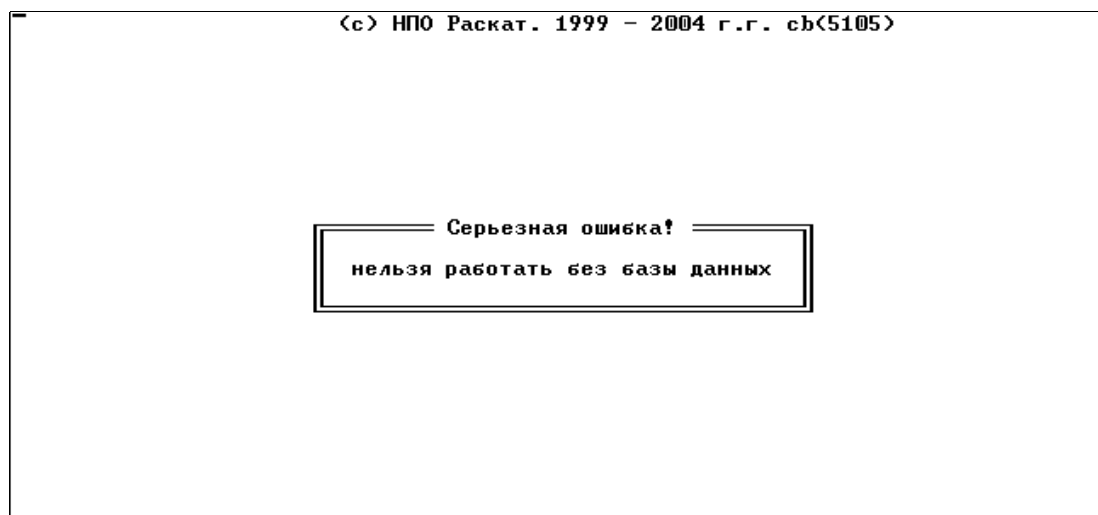 (c) НПО Раскат. 1999 - 2004 г.г. cb(5105)
Серьезная ошибка!
нельзя работать без базы данных